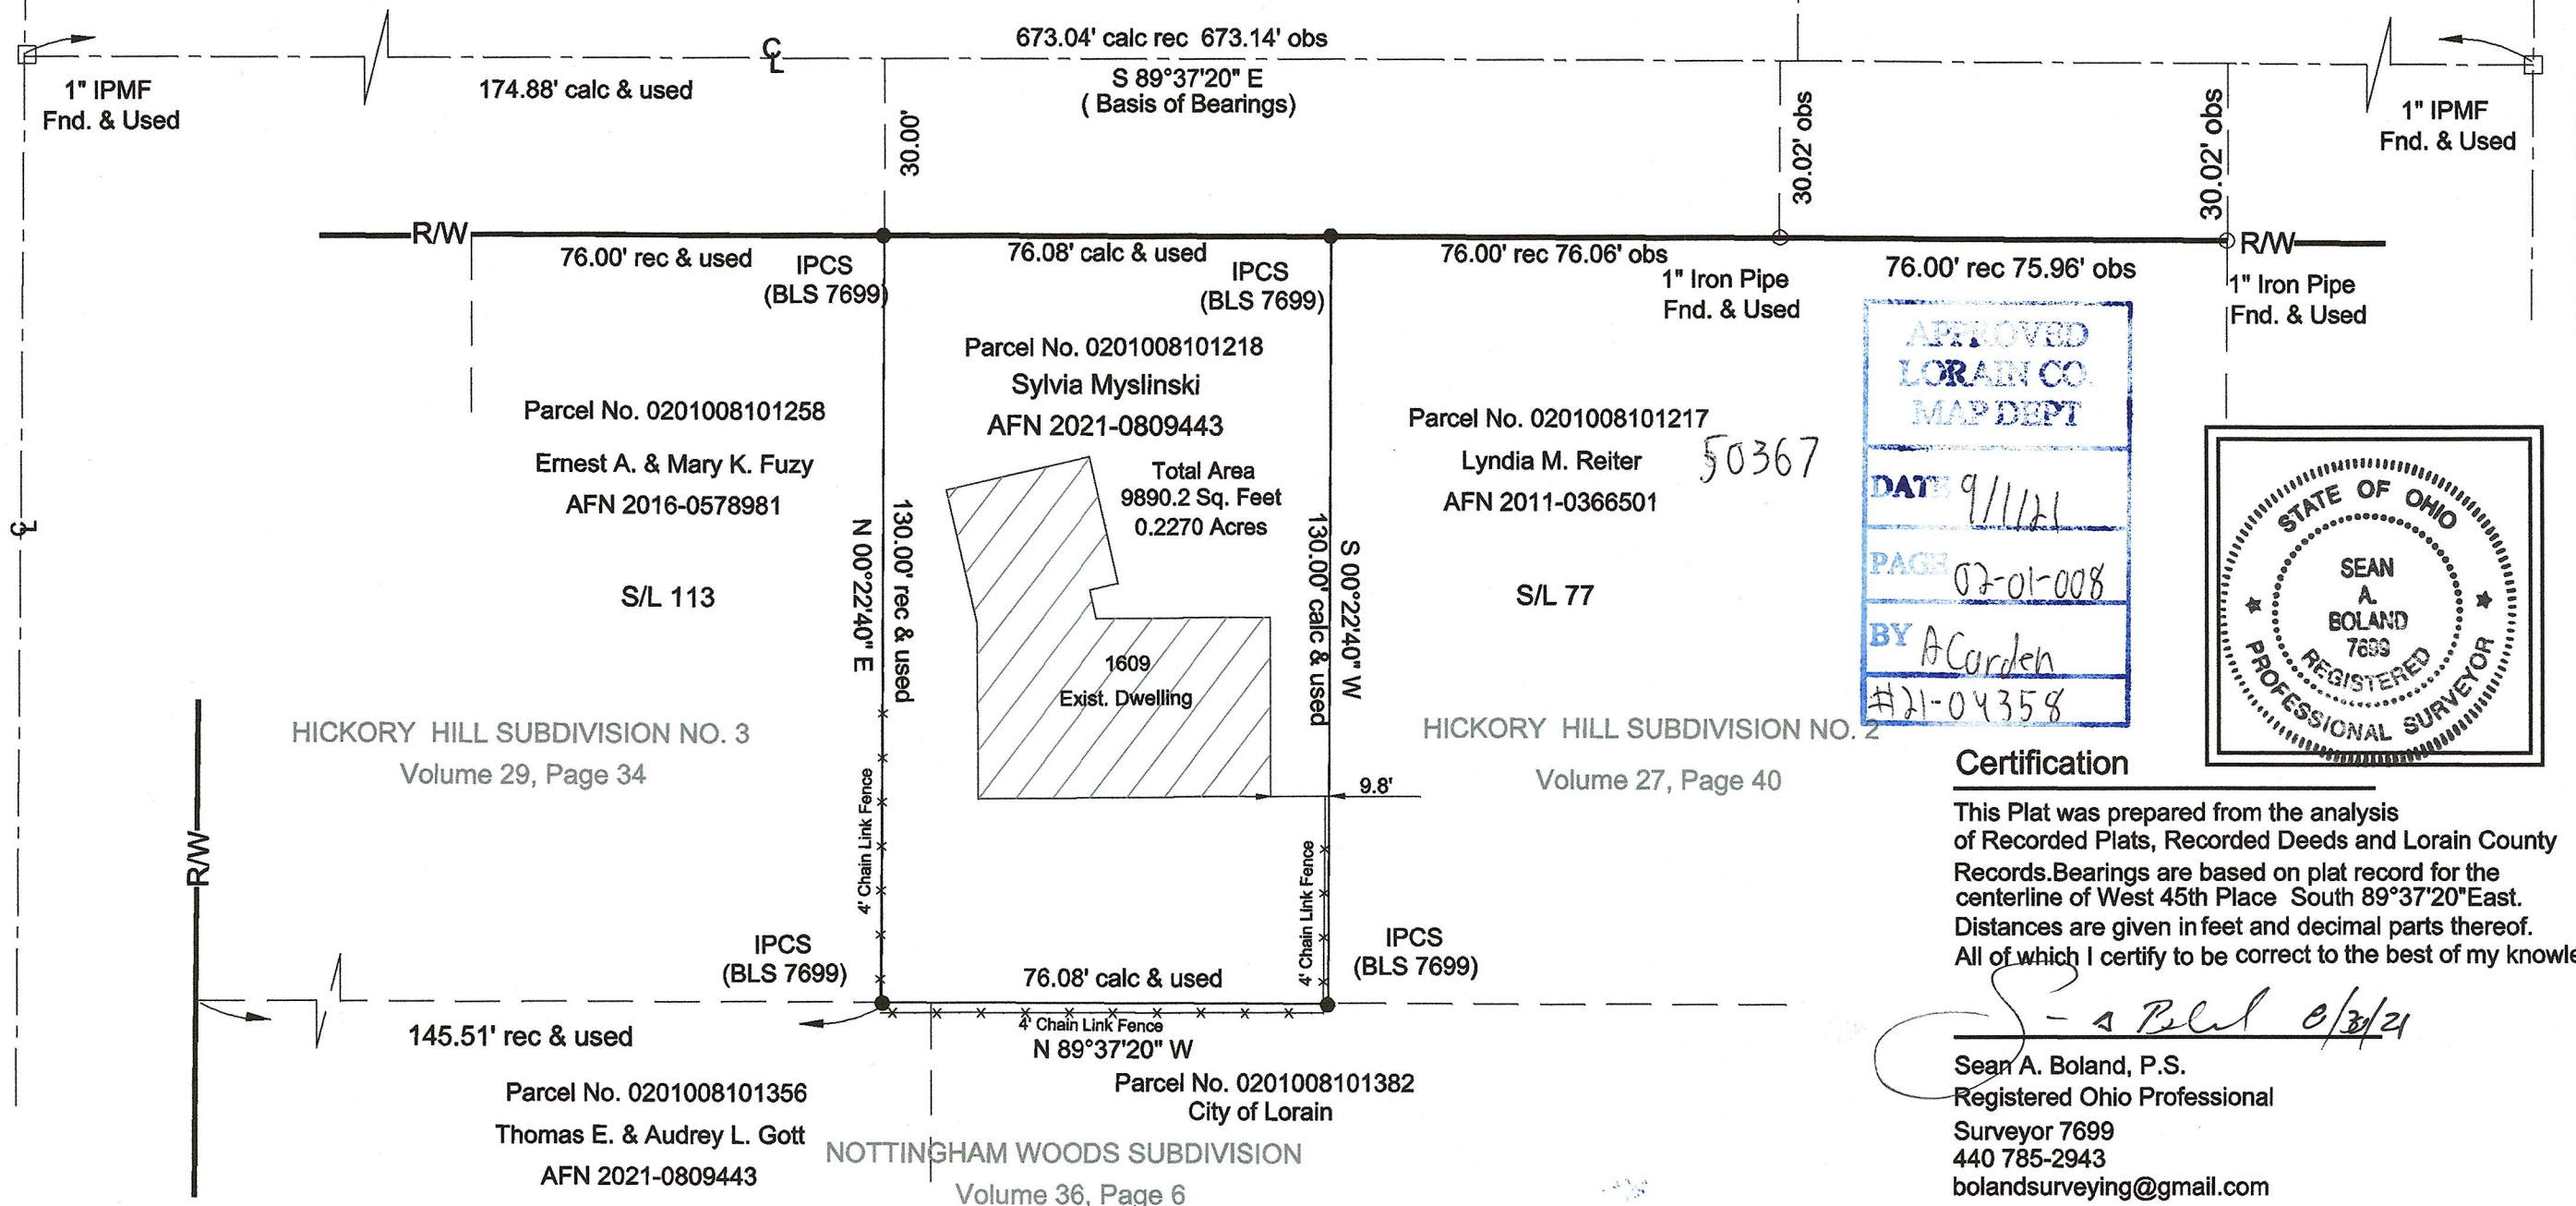 673.04' calc rec 673.14' obs
S 89°37'20" E
( Basis of Bearings)
CL
174.88' calc & used
1" IPMF
Fnd. & Used
1" IPMF
Fnd. & Used
30.00'
30.02' obs
30.02' obs
R/W
76.00' rec & used
76.08' calc & used
76.00' rec 76.06' obs
76.00' rec 75.96' obs
R/W
IPCS
(BLS 7699)
IPCS
(BLS 7699)
1" Iron Pipe
Fnd. & Used
1" Iron Pipe
Fnd. & Used
Parcel No. 0201008101258
Ernest A. & Mary K. Fuzy
AFN 2016-0578981
S/L 113
Parcel No. 0201008101218
Sylvia Myslinski
AFN 2021-0809443
Total Area
9890.2 Sq. Feet
0.2270 Acres
Parcel No. 0201008101217
Lyndia M. Reiter
AFN 2011-0366501
50367
S/L 77
CL
N 00°22'40" E
130.00' rec & used
130.00' calc & used
S 00°22'40" W
1609
Exist. Dwelling
9.8'
HICKORY HILL SUBDIVISION NO. 3
Volume 29, Page 34
HICKORY HILL SUBDIVISION NO. 2
Volume 27, Page 40
APPROVED
LORAIN CO.
MAP DEPT
DATE 9/1/21
PAGE 02-01-008
BY A Carden
#21-04358
STATE OF OHIO
SEAN
A.
BOLAND
7699
REGISTERED
PROFESSIONAL SURVEYOR
R/W
4' Chain Link Fence
4' Chain Link Fence
IPCS
(BLS 7699)
IPCS
(BLS 7699)
76.08' calc & used
4' Chain Link Fence
N 89°37'20" W
145.51' rec & used
Parcel No. 0201008101356
Thomas E. & Audrey L. Gott
AFN 2021-0809443
Parcel No. 0201008101382
City of Lorain
NOTTINGHAM WOODS SUBDIVISION
Volume 36, Page 6
Certification
This Plat was prepared from the analysis
of Recorded Plats, Recorded Deeds and Lorain County
Records.Bearings are based on plat record for the
centerline of West 45th Place South 89°37'20"East.
Distances are given in feet and decimal parts thereof.
All of which I certify to be correct to the best of my knowle
8/30/21
Sean A. Boland, P.S.
Registered Ohio Professional
Surveyor 7699
440 785-2943
bolandsurveying@gmail.com